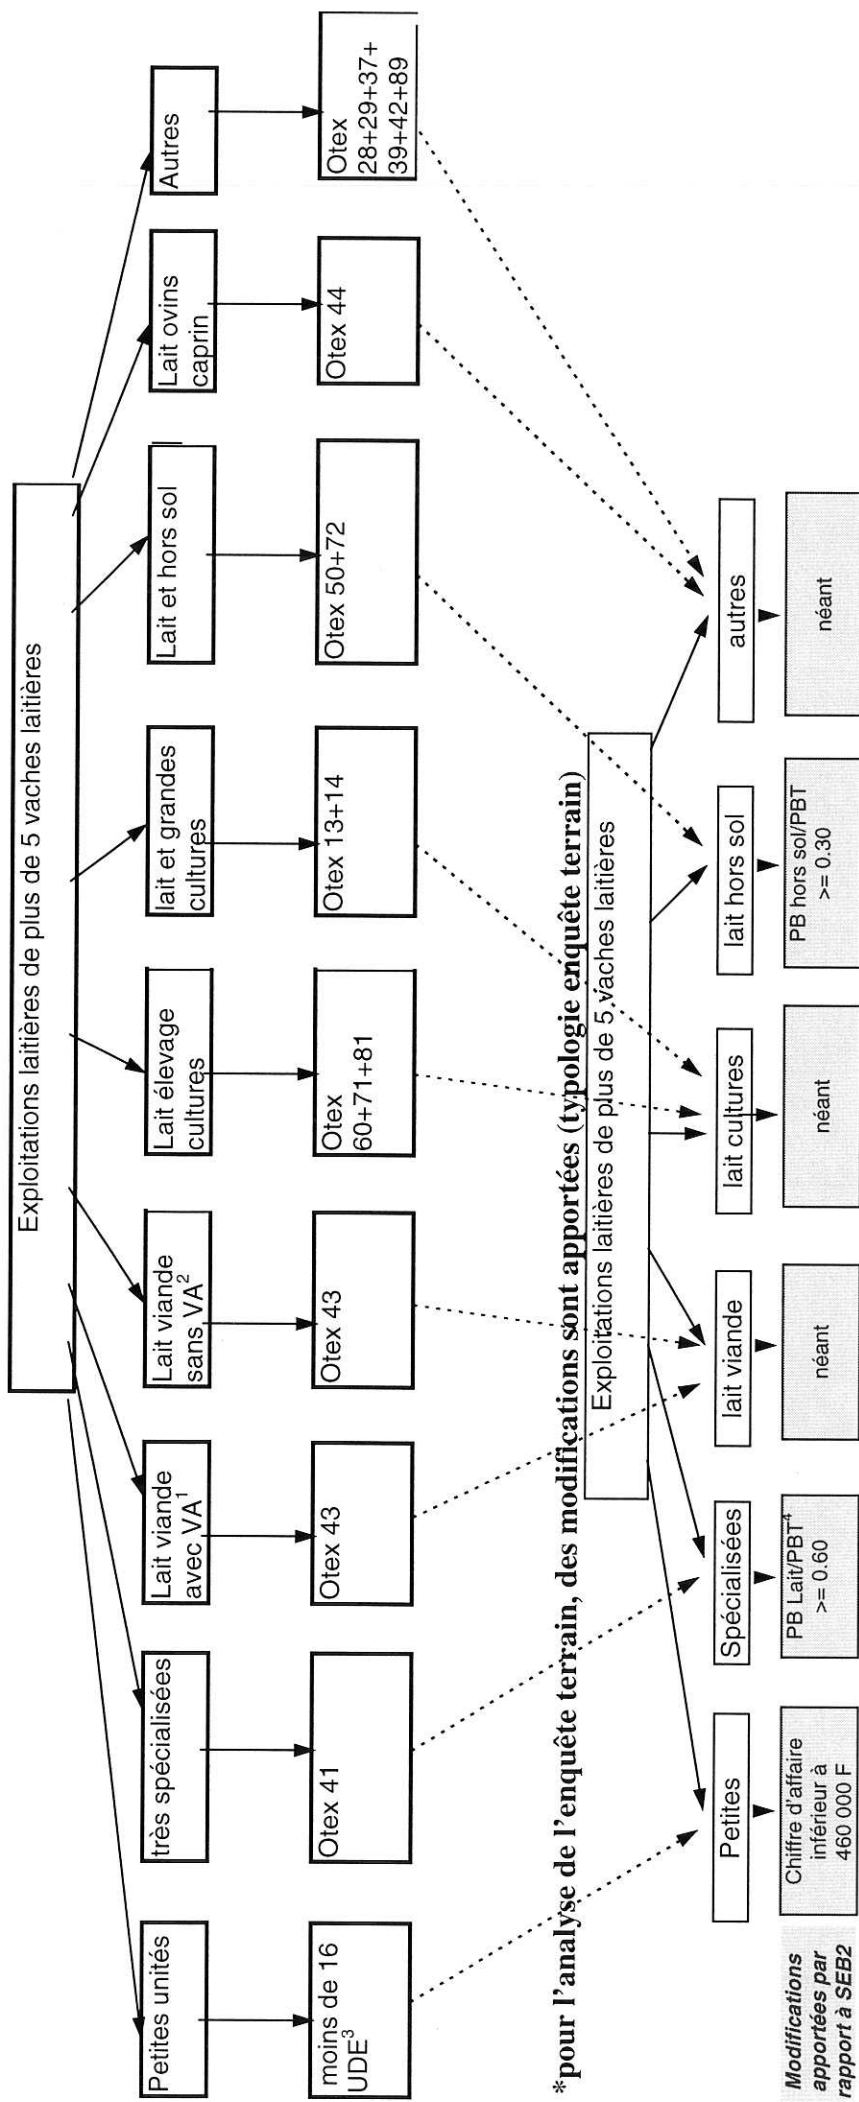 Exploitations laitières de plus de 5 vaches laitières
Petites unités
très spécialisées
Lait viande
avec VA1
Lait viande
sans VA2
Lait élevage
cultures
lait et grandes
cultures
Lait et hors sol
Lait ovins
caprin
Autres
moins de 16
UDE3
Otex 41
Otex 43
Otex 43
Otex
60+71+81
Otex 13+14
Otex 50+72
Otex 44
Otex
28+29+37+
39+42+89
*pour l'analyse de l'enquête terrain, des modifications sont apportées (typologie enquête terrain)
Exploitations laitières de plus de 5 vaches laitières
Petites
Spécialisées
lait viande
lait cultures
lait hors sol
autres
Modifications
apportées par
rapport à SEB2
Chiffre d'affaire
inférieur à
460 000 F
PB Lait/PBT4
>= 0.60
néant
néant
PB hors sol/PBT
>= 0.30
néant